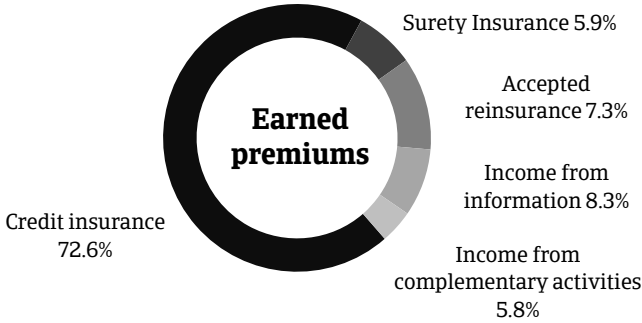 Surety Insurance 5.9%
Accepted
reinsurance 7.3%
Earned
premiums
Income from
information 8.3%
Credit insurance
72.6%
Income from
complementary activities
5.8%